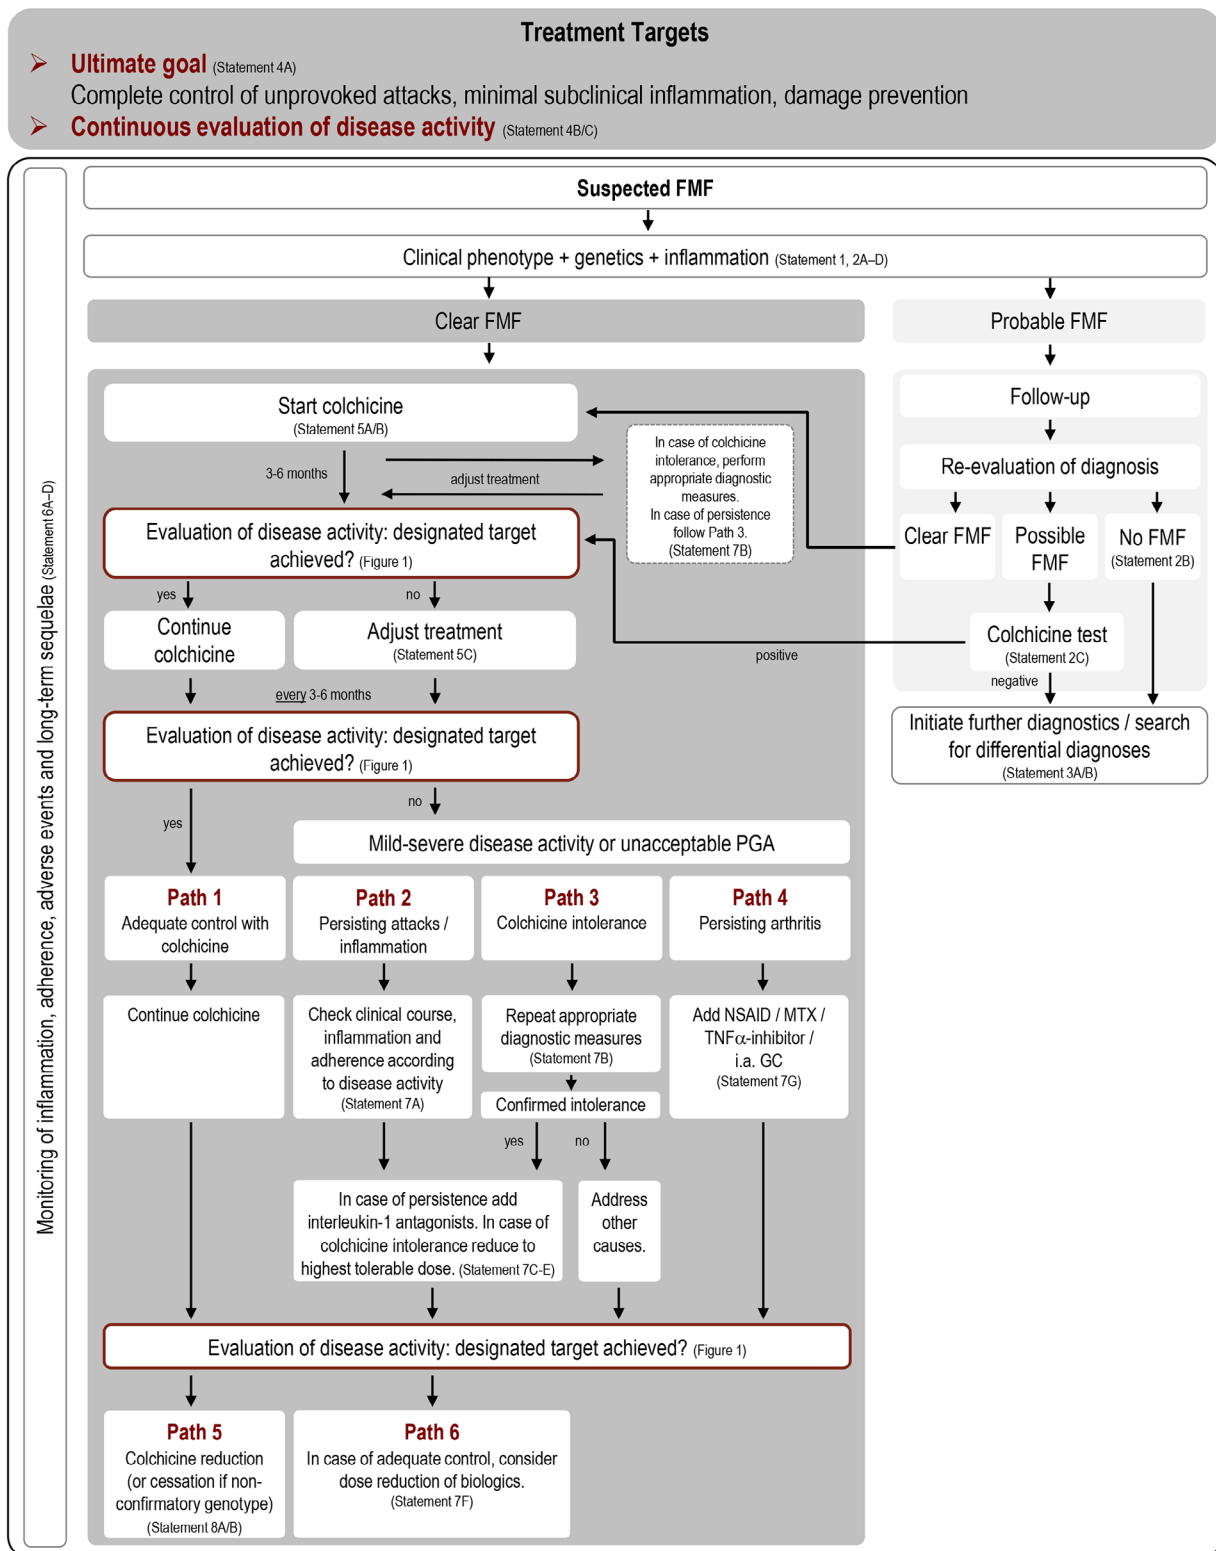 Treatment Targets
➤ Ultimate goal (Statement 4A)
Complete control of unprovoked attacks, minimal subclinical inflammation, damage prevention
➤ Continuous evaluation of disease activity (Statement 4B/C)
Monitoring of inflammation, adherence, adverse events and long-term sequelae (Statement 6A–D)
Suspected FMF
Clinical phenotype + genetics + inflammation (Statement 1, 2A–D)
Clear FMF
Probable FMF
Start colchicine
(Statement 5A/B)
3-6 months
adjust treatment
In case of colchicine
intolerance, perform
appropriate diagnostic
measures.
In case of persistence
follow Path 3.
(Statement 7B)
Follow-up
Re-evaluation of diagnosis
Clear FMF
Possible
FMF
No FMF
(Statement 2B)
Colchicine test
(Statement 2C)
positive
negative
Initiate further diagnostics / search
for differential diagnoses
(Statement 3A/B)
Evaluation of disease activity: designated target
achieved? (Figure 1)
yes
no
Continue
colchicine
Adjust treatment
(Statement 5C)
every 3-6 months
Evaluation of disease activity: designated target
achieved? (Figure 1)
yes
no
Mild-severe disease activity or unacceptable PGA
Path 1
Adequate control with
colchicine
Path 2
Persisting attacks /
inflammation
Path 3
Colchicine intolerance
Path 4
Persisting arthritis
Continue colchicine
Check clinical course,
inflammation and
adherence according
to disease activity
(Statement 7A)
Repeat appropriate
diagnostic measures
(Statement 7B)
Confirmed intolerance
yes
no
Add NSAID / MTX /
TNFα-inhibitor /
i.a. GC
(Statement 7G)
In case of persistence add
interleukin-1 antagonists. In case of
colchicine intolerance reduce to
highest tolerable dose. (Statement 7C-E)
Address
other
causes.
Evaluation of disease activity: designated target achieved? (Figure 1)
Path 5
Colchicine reduction
(or cessation if non-
confirmatory genotype)
(Statement 8A/B)
Path 6
In case of adequate control, consider
dose reduction of biologics.
(Statement 7F)